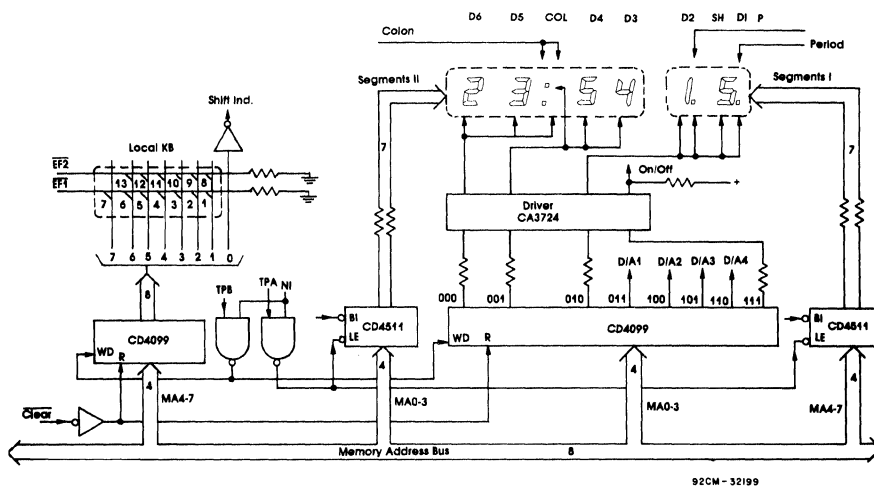 D6 D5 COL D4 D3 D2 SH D1 P
Colon
Period
Segments II
Segments I
2 3 : 5 4
1. 5.
Shift Ind.
Local KB
7
7
EF2
13 12 11 10 9 8
EF1
7 6 5 4 3 2 1
On/Off
+
Driver
CA3724
7 6 5 4 3 2 1 0
8
TPB
TPA
NI
000 001 010 011 100 101 110 111
D/A1 D/A2 D/A3 D/A4
CD4099
WD R
BI
LE
CD4511
CD4099
WD R
BI
LE
CD4511
4
MA4-7
4
MA0-3
4
MA0-3
4
MA4-7
Clear
Memory Address Bus 8
92CM-32199